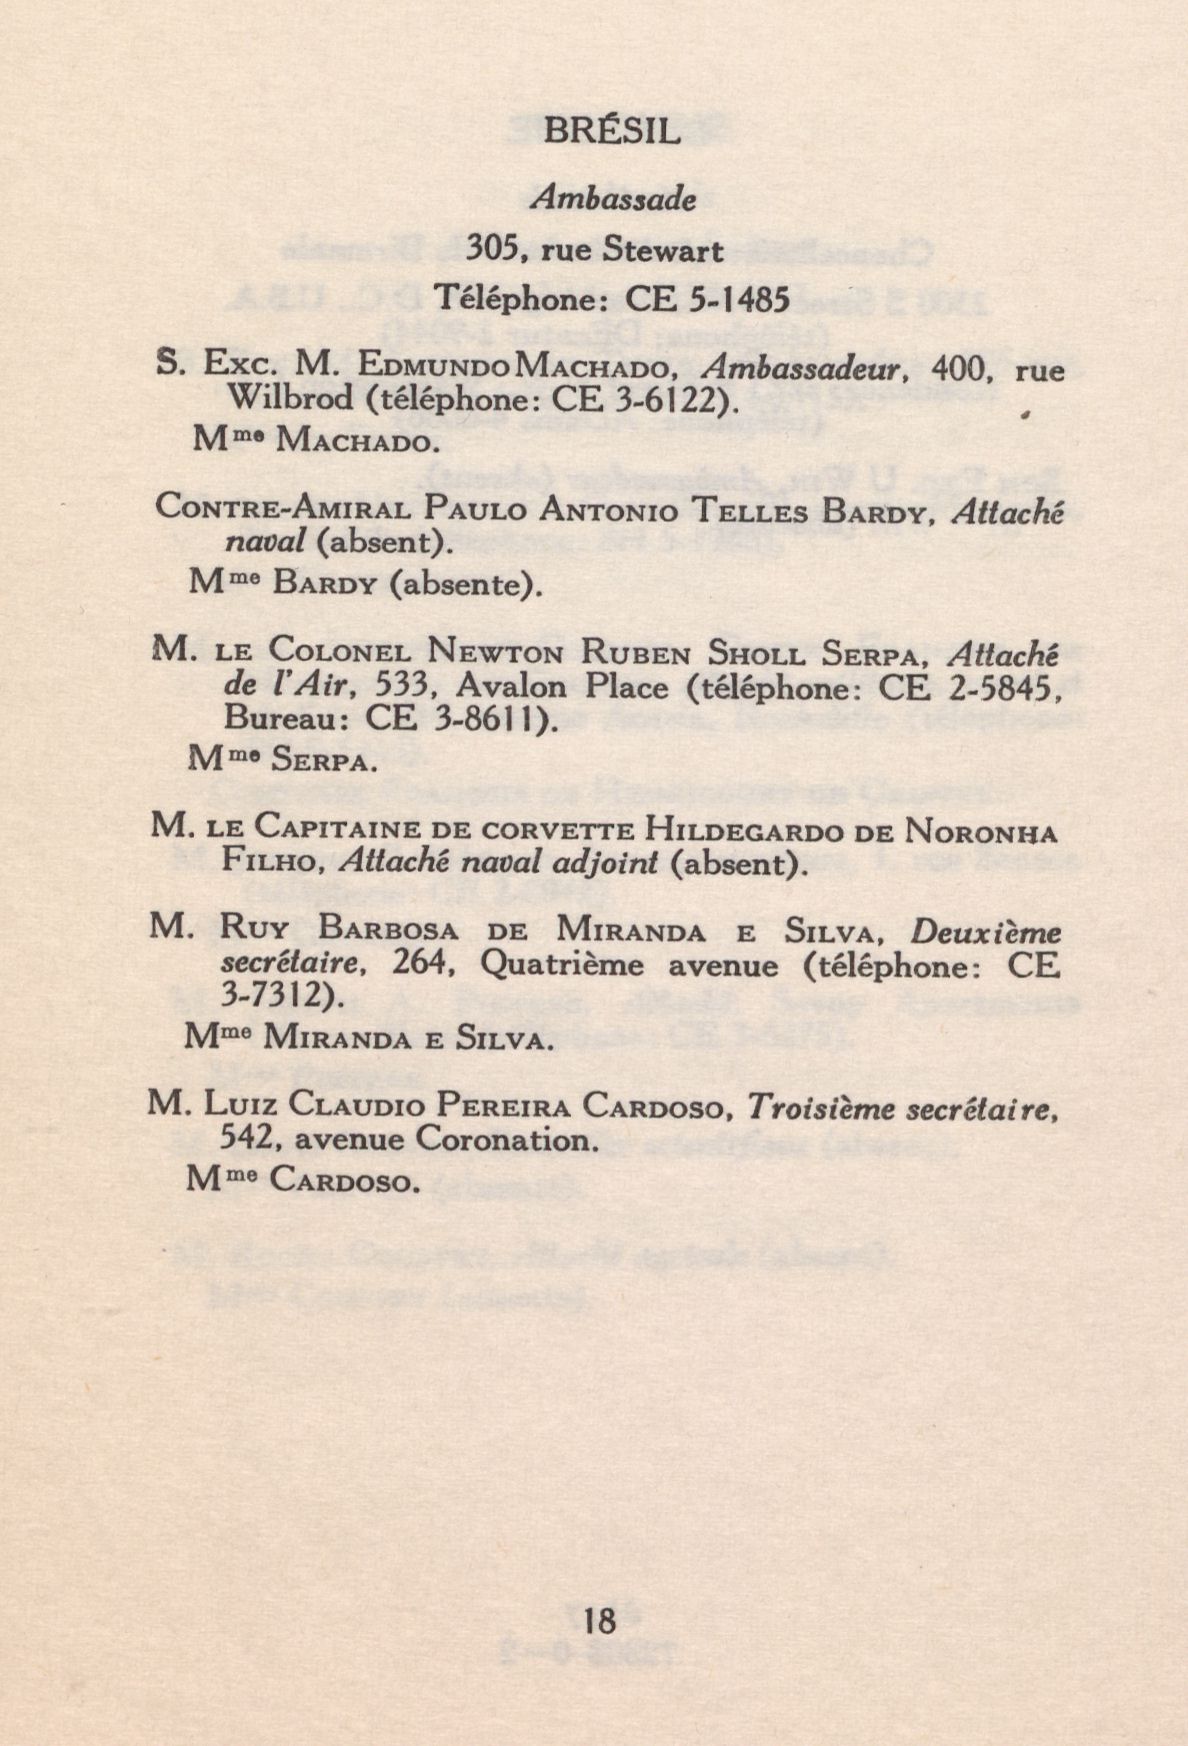 BRÉSIL
Ambassade
305, rue Stewart
Téléphone: CE 5-1485
S. Exc. M. Edmundo Machado, Ambassadeur, 400, rue
Wilbrod (téléphone: CE 3-6122).
Mme Machado.
Contre-Amiral Paulo Antonio Telles Bardy, Attaché
naval (absent).
Mme Bardy (absente).
M. le Colonel Newton Ruben Sholl Serpa, Attaché
de l'Air, 533, Avalon Place (téléphone: CE 2-5845,
Bureau: CE 3-8611).
Mme Serpa.
M. le Capitaine de corvette Hildegardo de Noronha
Filho, Attaché naval adjoint (absent).
M. Ruy Barbosa de Miranda e Silva, Deuxième
secrétaire, 264, Quatrième avenue (téléphone: CE
3-7312).
Mme Miranda e Silva.
M. Luiz Claudio Pereira Cardoso, Troisième secrétaire,
542, avenue Coronation.
Mme Cardoso.
18